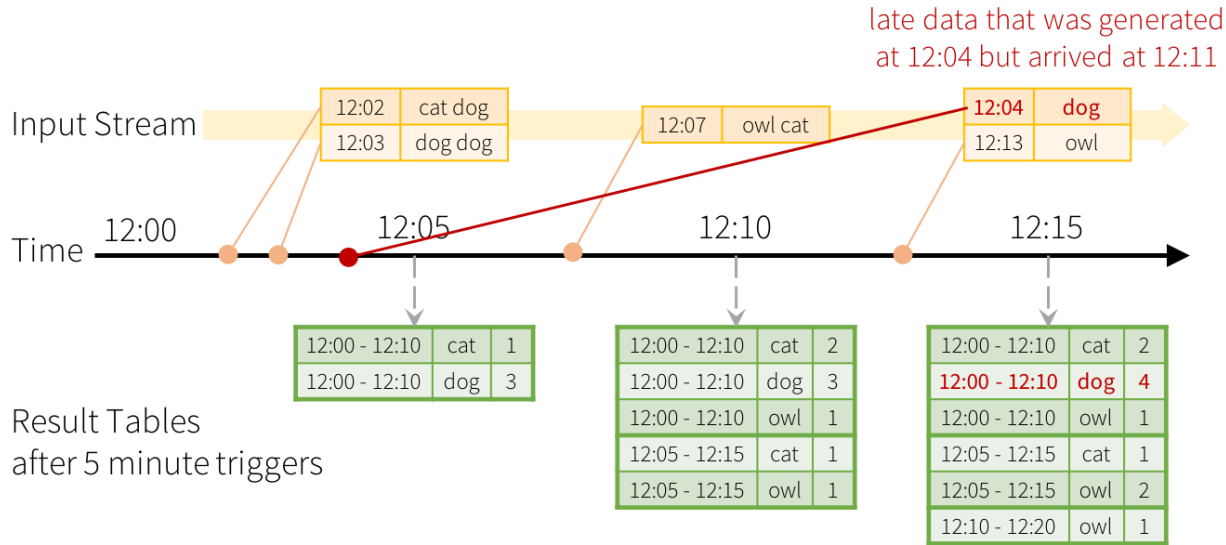 late data that was generated
at 12:04 but arrived at 12:11
Input Stream
12:02 cat dog
12:03 dog dog
12:07 owl cat
12:04 dog
12:13 owl
Time
12:00 12:05 12:10 12:15
Result Tables
after 5 minute triggers
12:00 - 12:10 cat 1
12:00 - 12:10 dog 3
12:00 - 12:10 cat 2
12:00 - 12:10 dog 3
12:00 - 12:10 owl 1
12:05 - 12:15 cat 1
12:05 - 12:15 owl 1
12:00 - 12:10 cat 2
12:00 - 12:10 dog 4
12:00 - 12:10 owl 1
12:05 - 12:15 cat 1
12:05 - 12:15 owl 2
12:10 - 12:20 owl 1